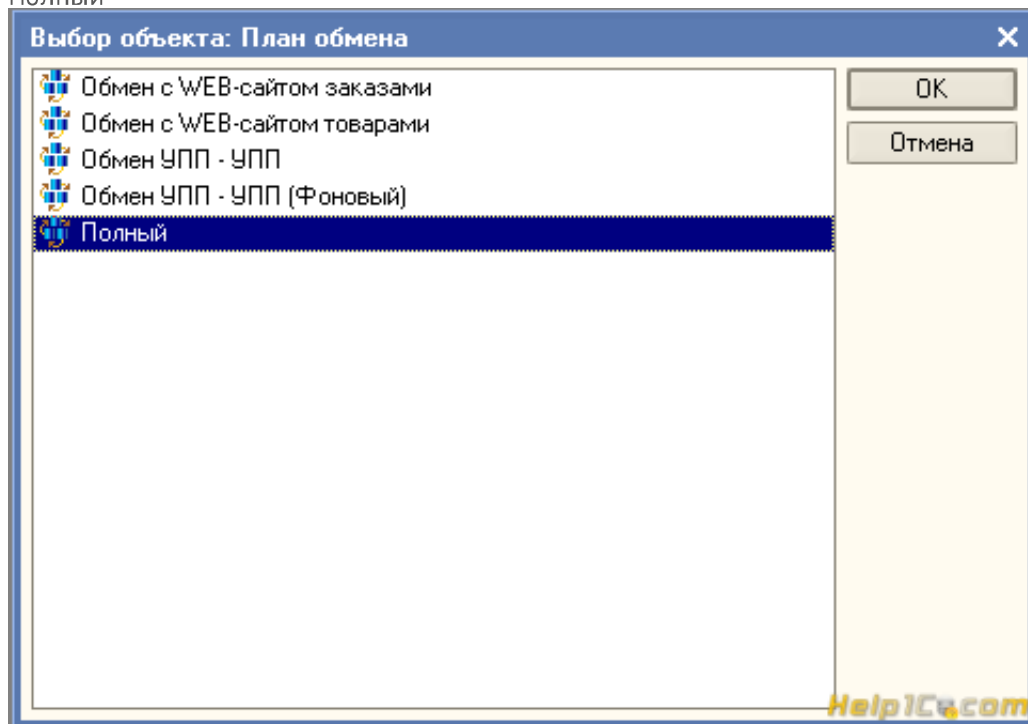 Полный
Выбор объекта: План обмена
Обмен с WEB-сайтом заказами
Обмен с WEB-сайтом товарами
Обмен УПП - УПП
Обмен УПП - УПП (Фоновый)
Полный
OK
Отмена
Help1C.com